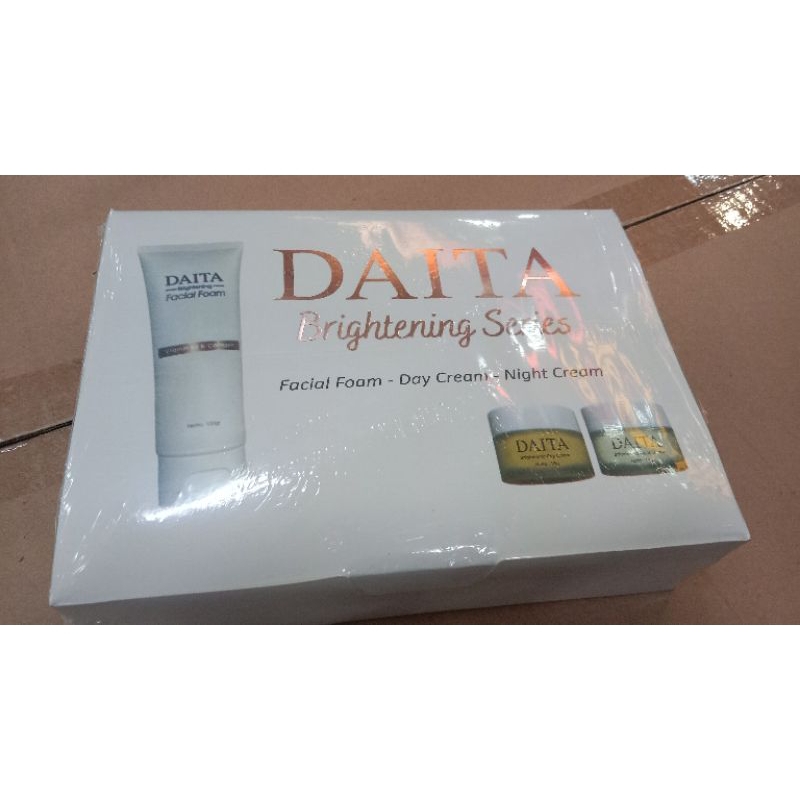 DAITA
Brightening Series
Facial Foam - Day Cream - Night Cream
DAITA
Brightening
Facial Foam
DAITA
DAITA